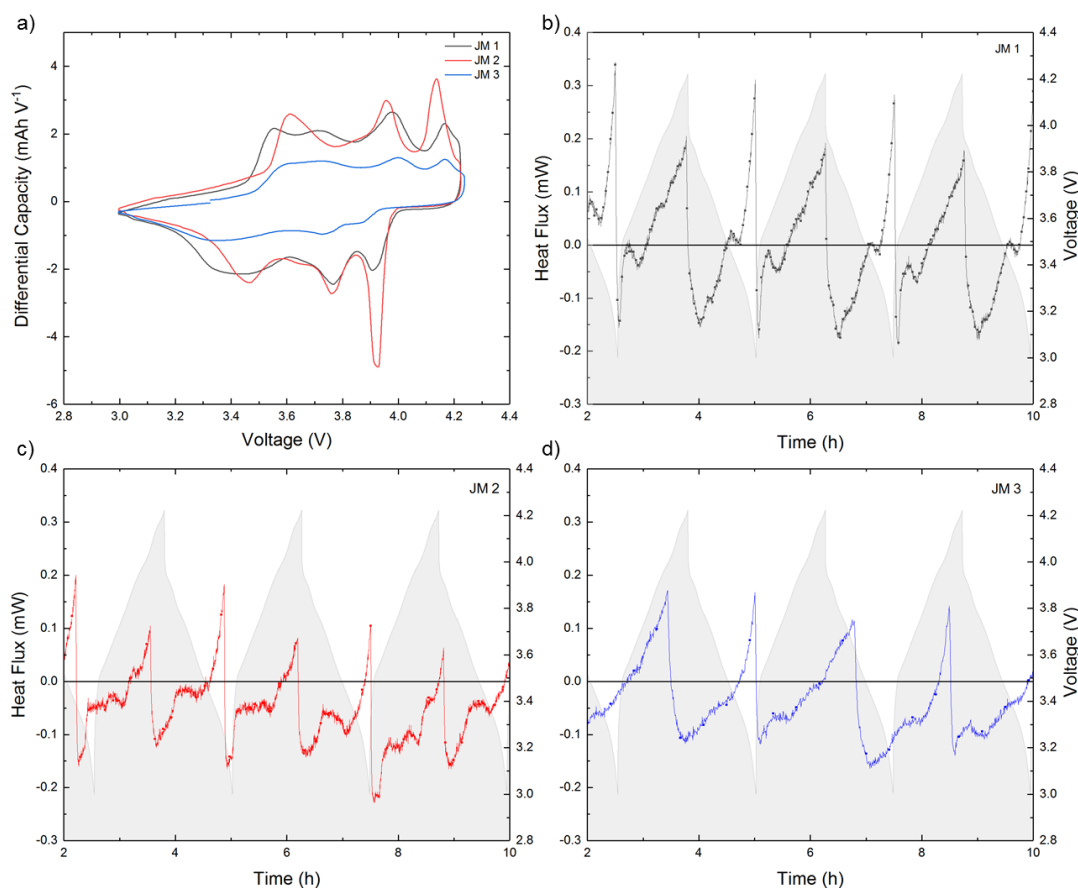 a)
Differential Capacity (mAh V-1)
4
2
0
-2
-4
-6
JM 1
JM 2
JM 3
2.8 3.0 3.2 3.4 3.6 3.8 4.0 4.2 4.4
Voltage (V)
b)
Heat Flux (mW)
0.4
0.3
0.2
0.1
0.0
-0.1
-0.2
-0.3
JM 1
4.4
4.2
4.0
3.8
3.6
3.4
3.2
3.0
2.8
Voltage (V)
2 4 6 8 10
Time (h)
c)
Heat Flux (mW)
0.4
0.3
0.2
0.1
0.0
-0.1
-0.2
-0.3
JM 2
4.4
4.2
4.0
3.8
3.6
3.4
3.2
3.0
2.8
2 4 6 8 10
Time (h)
d)
0.4
0.3
0.2
0.1
0.0
-0.1
-0.2
-0.3
JM 3
4.4
4.2
4.0
3.8
3.6
3.4
3.2
3.0
2.8
Voltage (V)
2 4 6 8 10
Time (h)